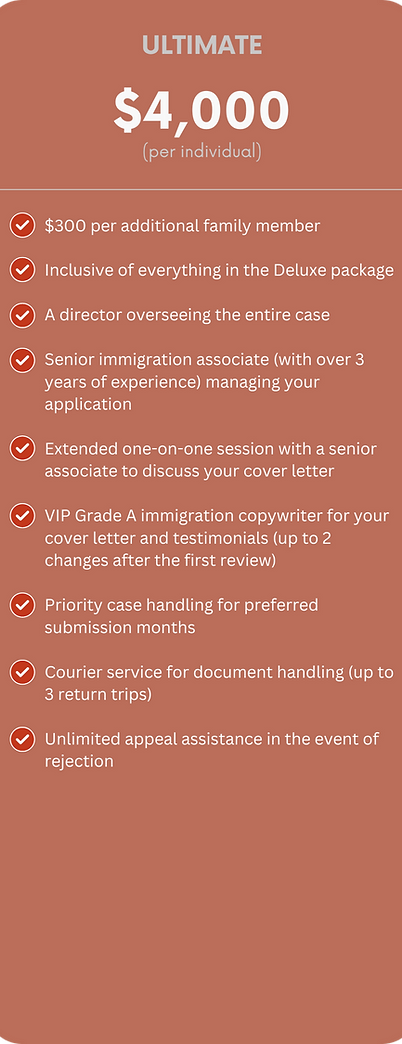 ULTIMATE
$4,000
(per individual)
$300 per additional family member
Inclusive of everything in the Deluxe package
A director overseeing the entire case
Senior immigration associate (with over 3
years of experience) managing your
application
Extended one-on-one session with a senior
associate to discuss your cover letter
VIP Grade A immigration copywriter for your
cover letter and testimonials (up to 2
changes after the first review)
Priority case handling for preferred
submission months
Courier service for document handling (up to
3 return trips)
Unlimited appeal assistance in the event of
rejection